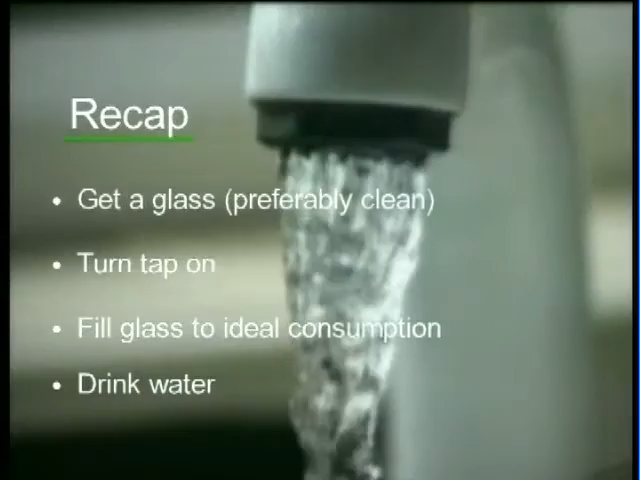 Recap
• Get a glass (preferably clean)
• Turn tap on
• Fill glass to ideal consumption
• Drink water